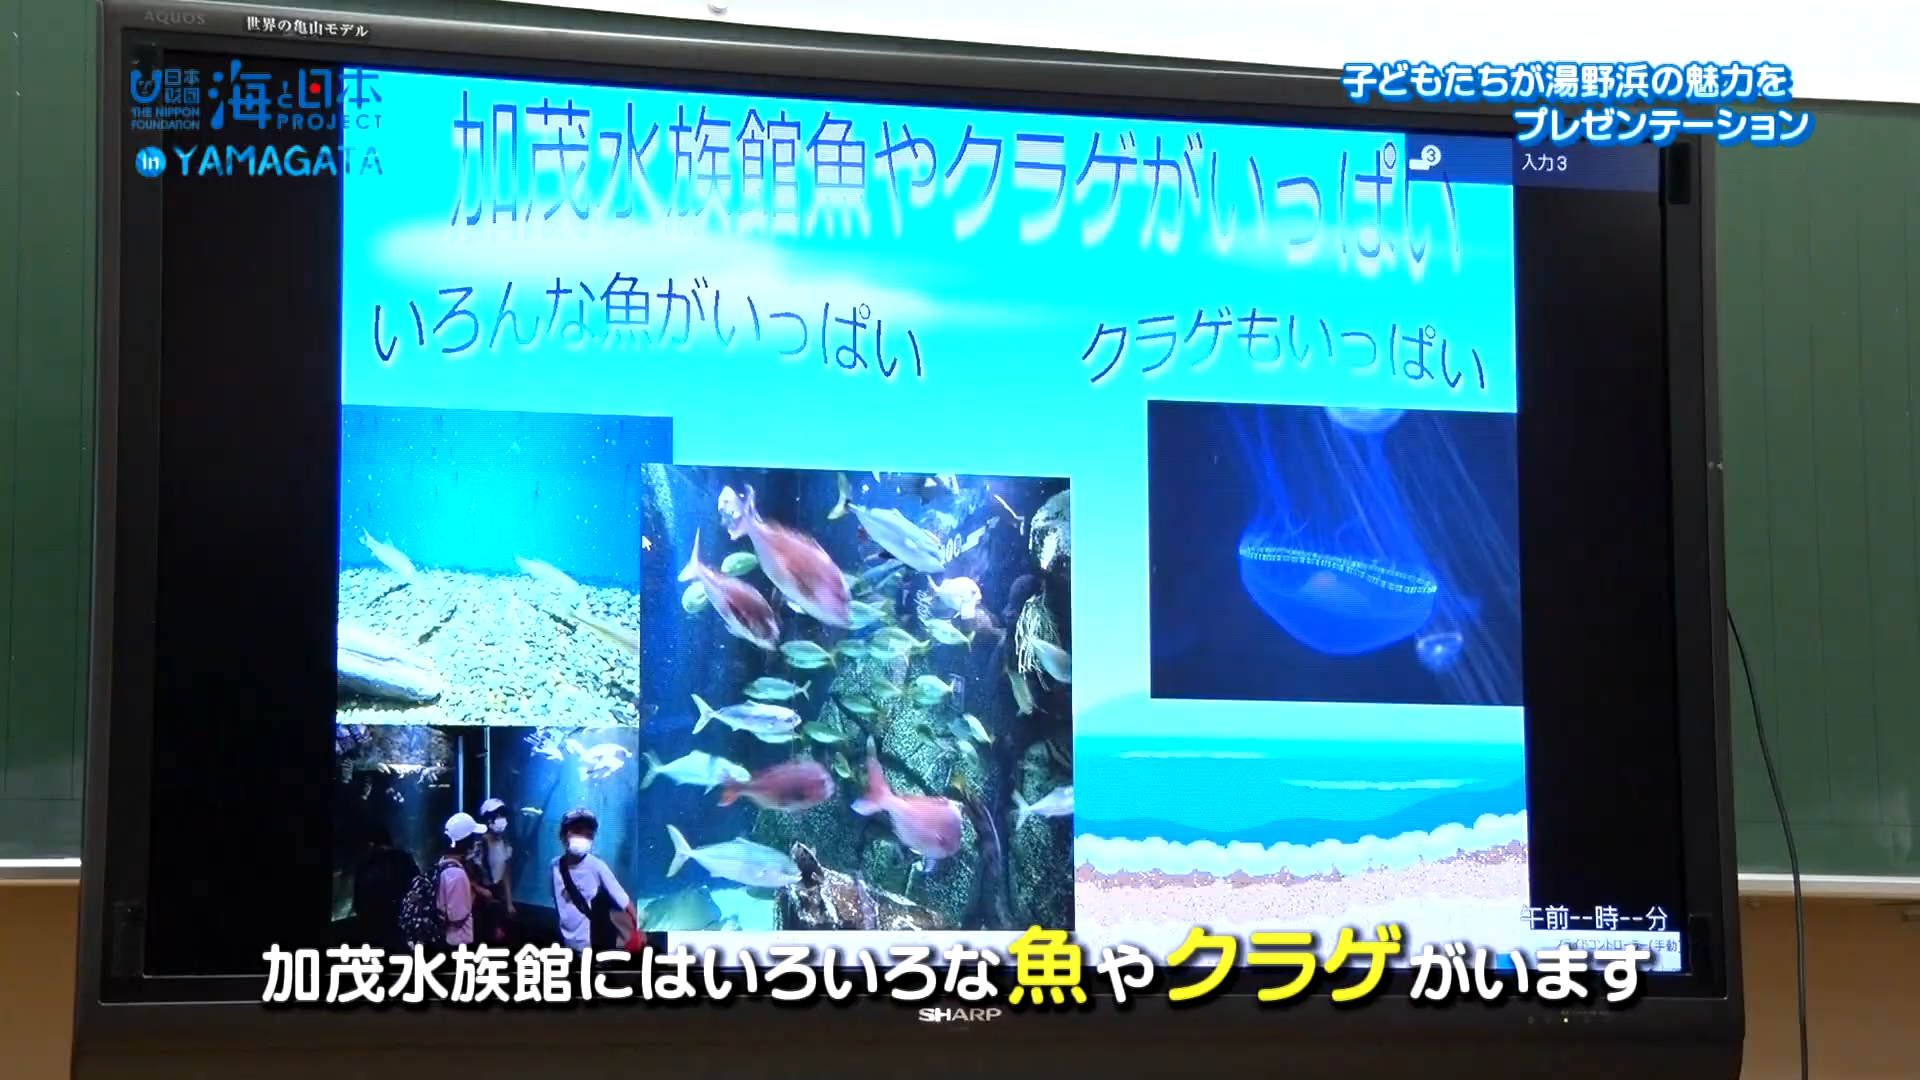 AQUOS
世界の亀山モデル
日本
財団
THE NIPPON
FOUNDATION
海と日本
PROJECT
in YAMAGATA
子どもたちが湯野浜の魅力を
プレゼンテーション
加茂水族館魚やクラゲがいっぱい
3
入力3
いろんな魚がいっぱい
クラゲもいっぱい
午前--時--分
加茂水族館にはいろいろな魚やクラゲがいます
SHARP